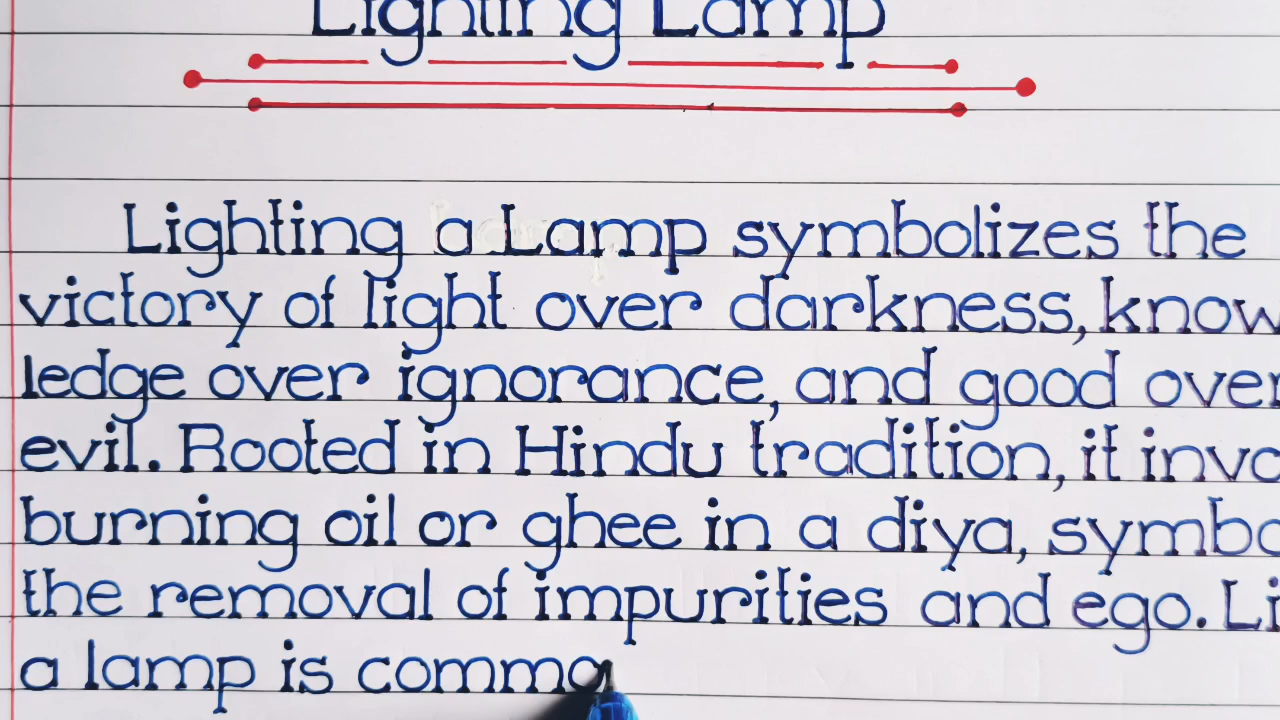 Lighting Lamp
Lighting a Lamp symbolizes the
victory of light over darkness, know
ledge over ignorance, and good over
evil. Rooted in Hindu tradition, it
burning oil or ghee in a diya,
the removal of impurities and ego.
a lamp is